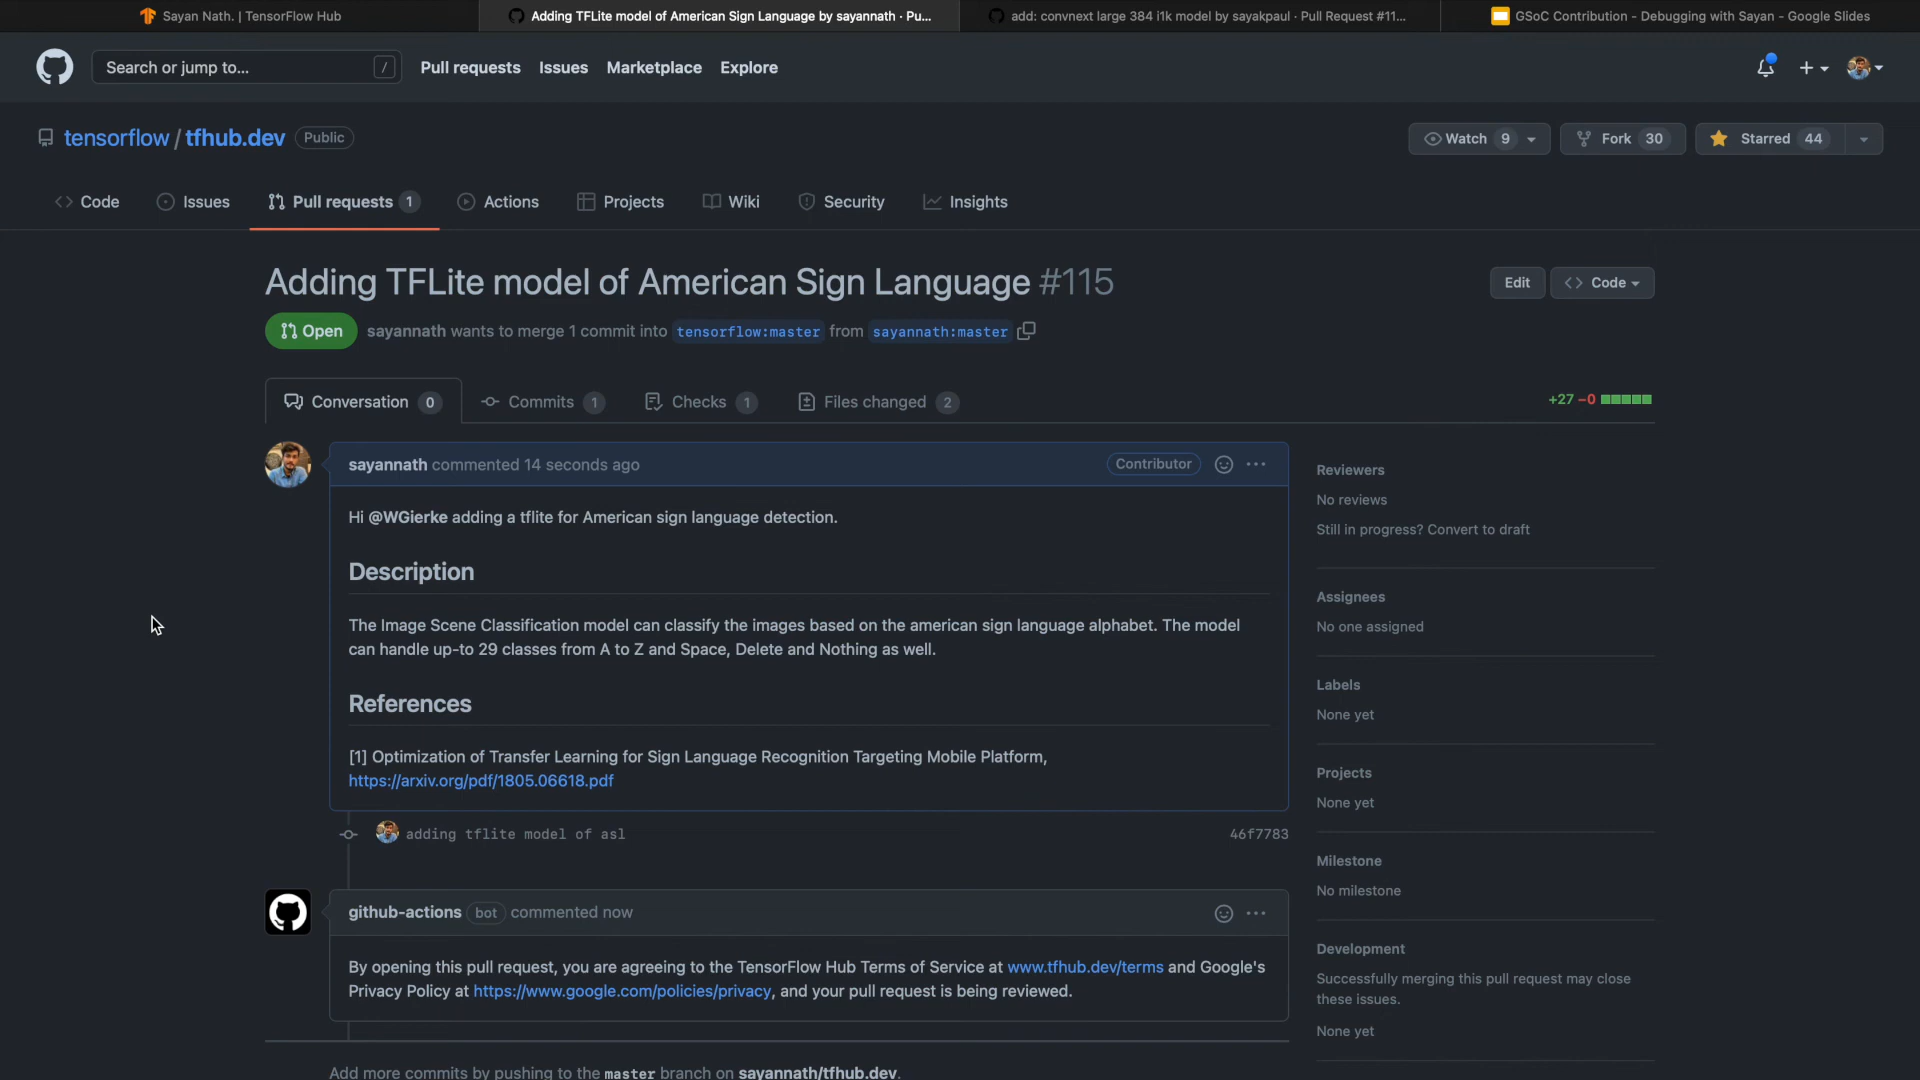 Sayan Nath. | TensorFlow Hub
Adding TFLite model of American Sign Language by sayannath · Pu...
add: convnext large 384 i1k model by sayakpaul · Pull Request #11...
GSoC Contribution - Debugging with Sayan - Google Slides
Search or jump to... /
Pull requests Issues Marketplace Explore
tensorflow / tfhub.dev Public
Watch 9 Fork 30 Starred 44
Code Issues Pull requests 1 Actions Projects Wiki Security Insights
Adding TFLite model of American Sign Language #115
Edit Code
Open sayannath wants to merge 1 commit into tensorflow:master from sayannath:master
Conversation 0 Commits 1 Checks 1 Files changed 2
+27 −0
sayannath commented 14 seconds ago Contributor
Hi @WGierke adding a tflite for American sign language detection.
Description
The Image Scene Classification model can classify the images based on the american sign language alphabet. The model
can handle up-to 29 classes from A to Z and Space, Delete and Nothing as well.
References
[1] Optimization of Transfer Learning for Sign Language Recognition Targeting Mobile Platform,
https://arxiv.org/pdf/1805.06618.pdf
adding tflite model of asl 46f7783
github-actions bot commented now
By opening this pull request, you are agreeing to the TensorFlow Hub Terms of Service at www.tfhub.dev/terms and Google's
Privacy Policy at https://www.google.com/policies/privacy, and your pull request is being reviewed.
Add more commits by pushing to the master branch on sayannath/tfhub.dev.
Reviewers
No reviews
Still in progress? Convert to draft
Assignees
No one assigned
Labels
None yet
Projects
None yet
Milestone
No milestone
Development
Successfully merging this pull request may close
these issues.
None yet